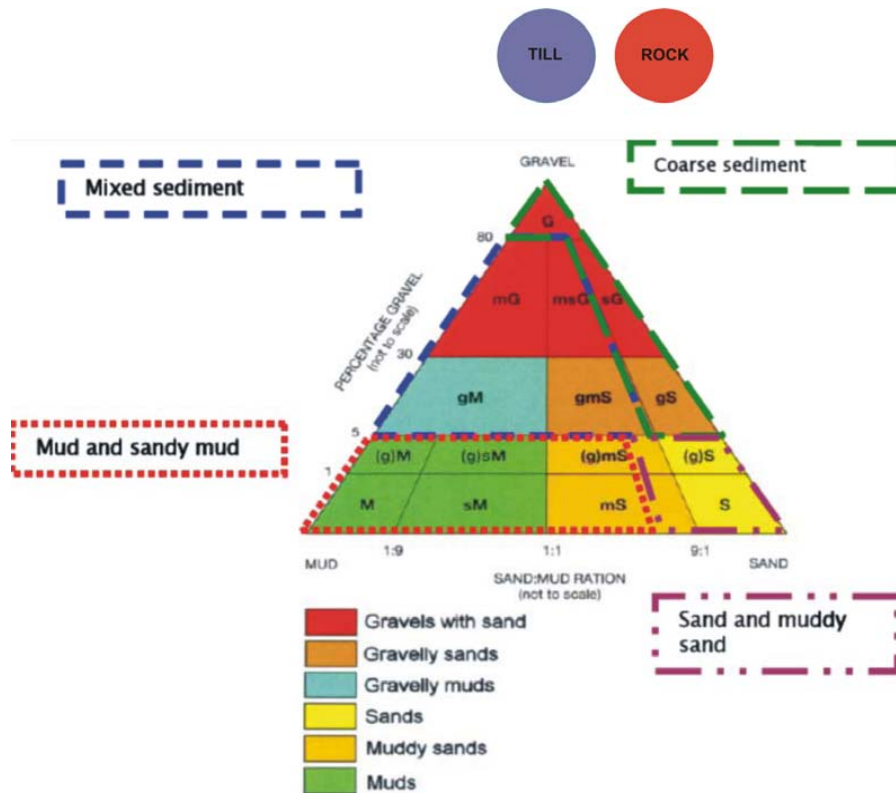 TILL
ROCK
Mixed sediment
GRAVEL
Coarse sediment
G
80
mG
msG
sG
PERCENTAGE GRAVEL
(not to scale)
30
gM
gmS
gS
Mud and sandy mud
5
(g)M
(g)sM
(g)mS
(g)S
1
M
sM
mS
S
MUD
1:9
1:1
9:1
SAND
SAND:MUD RATION
(not to scale)
Gravels with sand
Gravelly sands
Gravelly muds
Sands
Muddy sands
Muds
Sand and muddy
sand